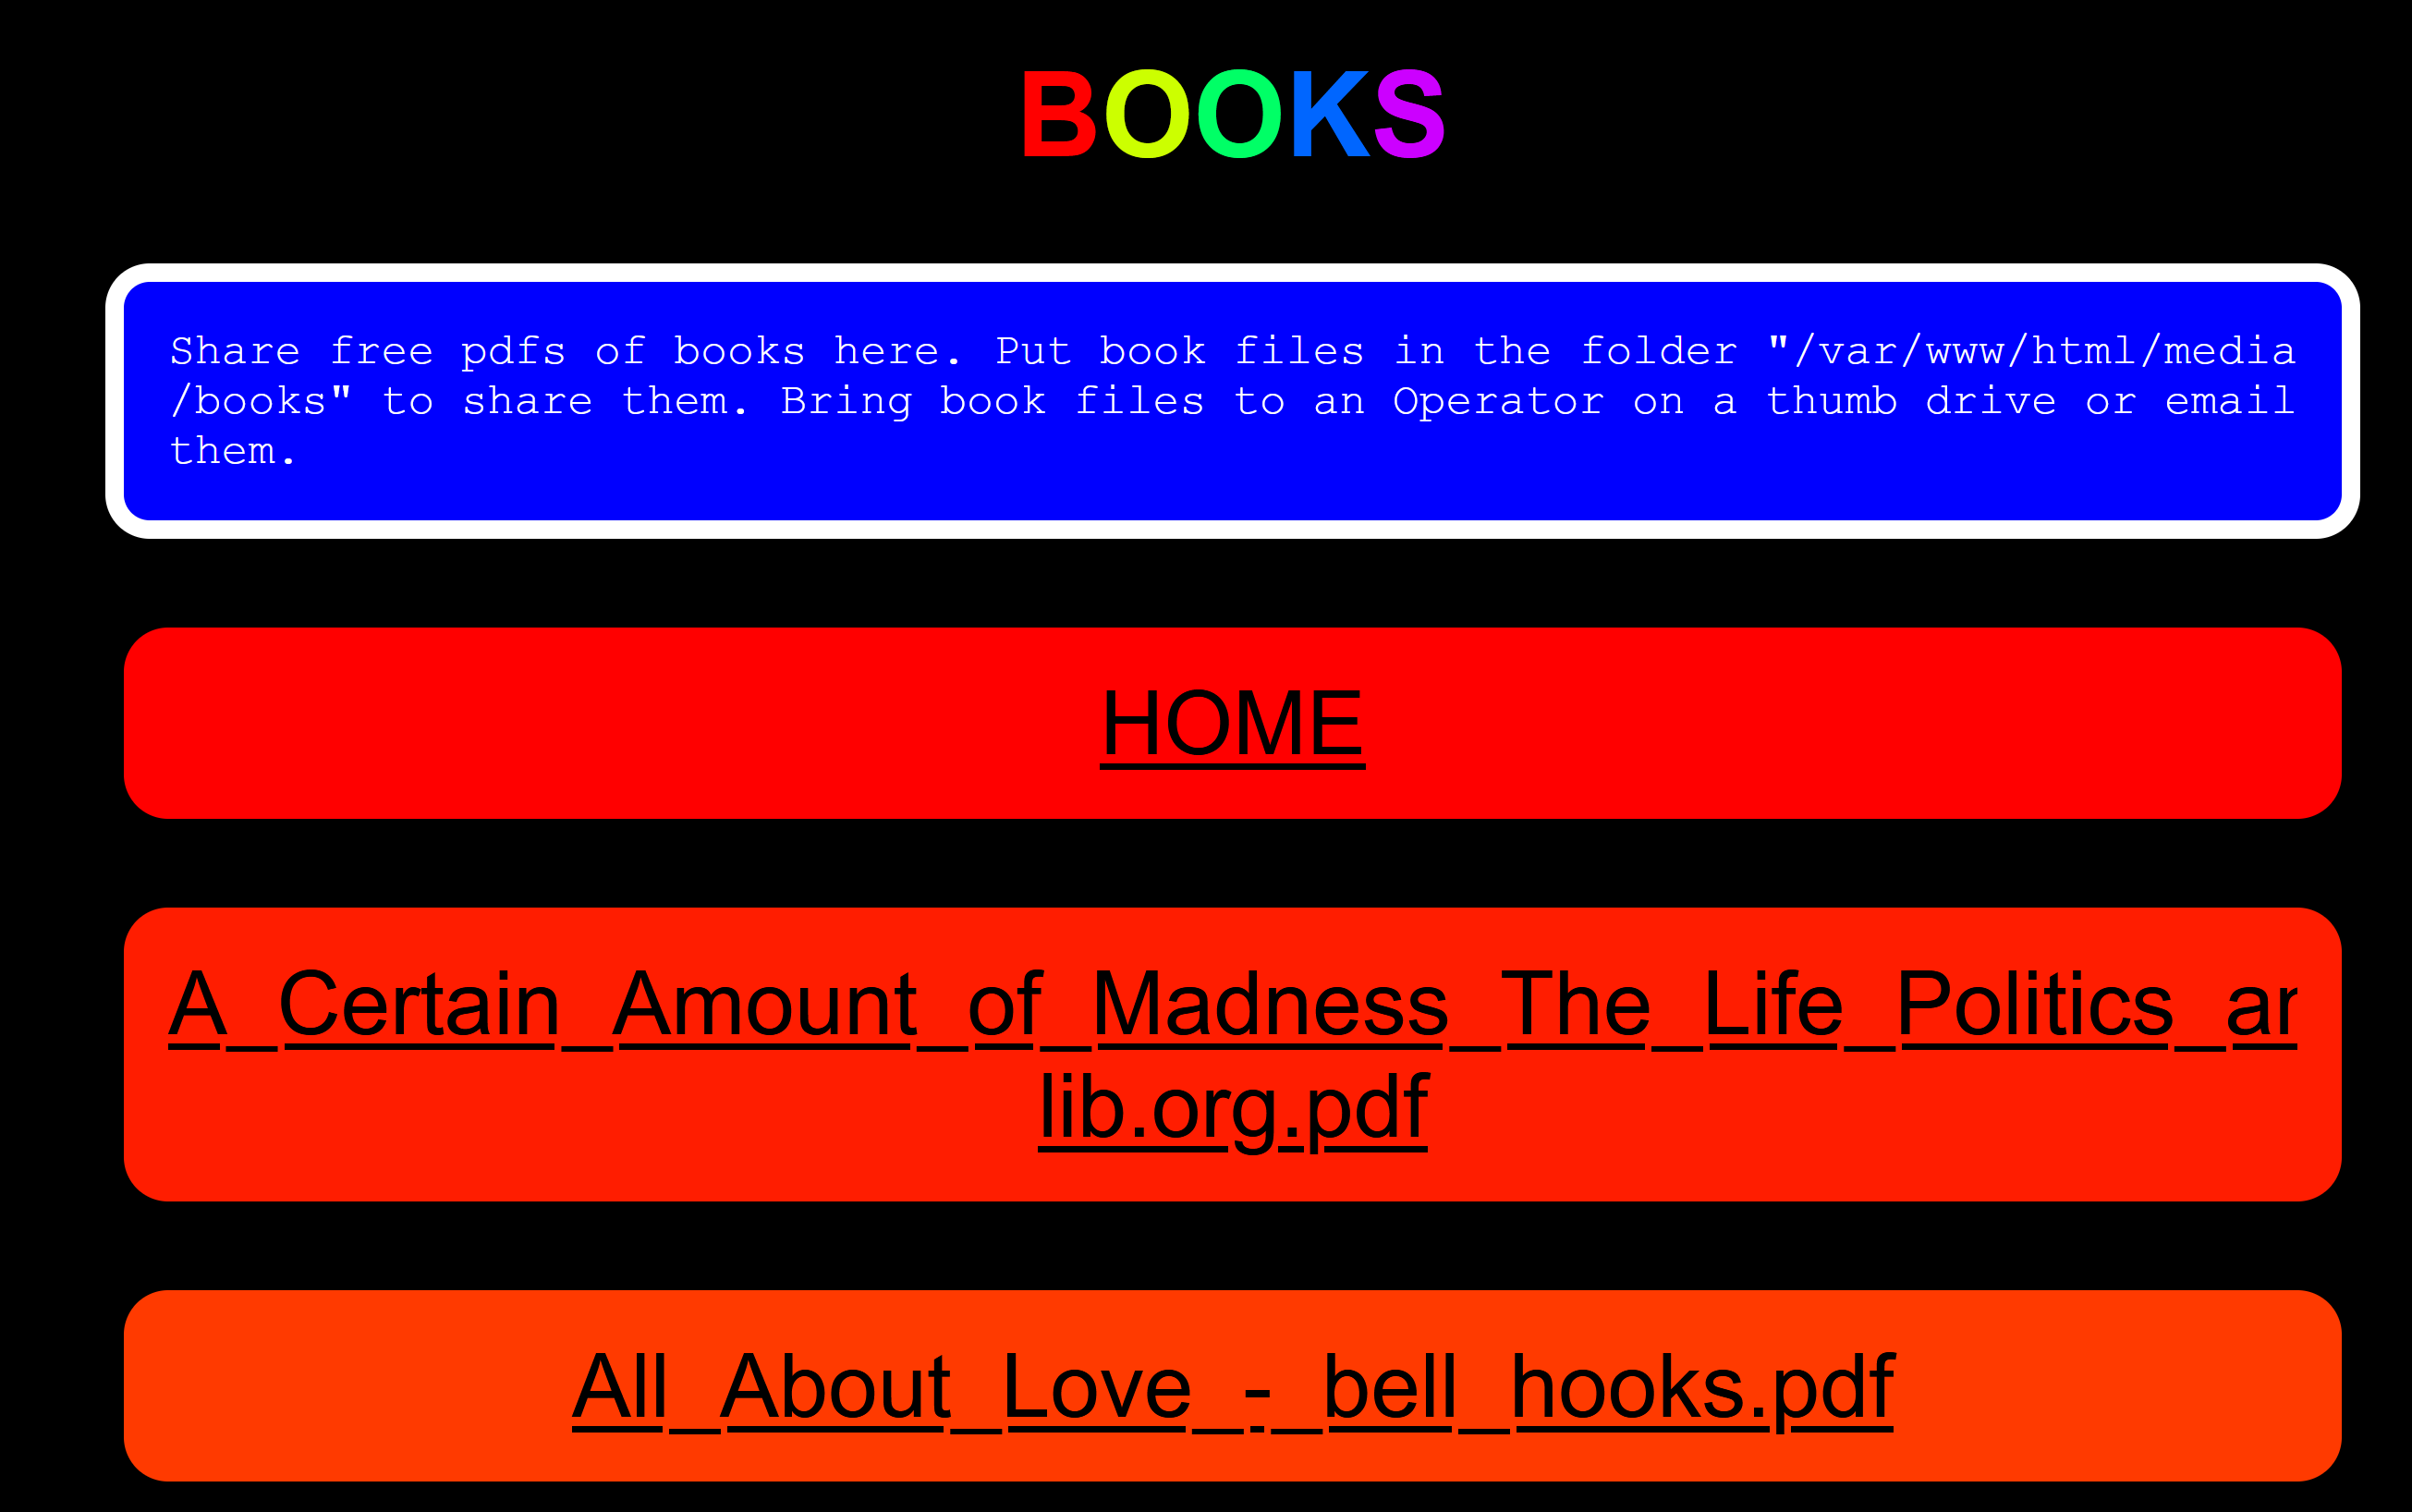 BOOKS
Share free pdfs of books here. Put book files in the folder "/var/www/html/media
/books" to share them. Bring book files to an Operator on a thumb drive or email
them.
HOME
A_Certain_Amount_of_Madness_The_Life_Politics_
lib.org.pdf
All_About_Love_-_bell_hooks.pdf